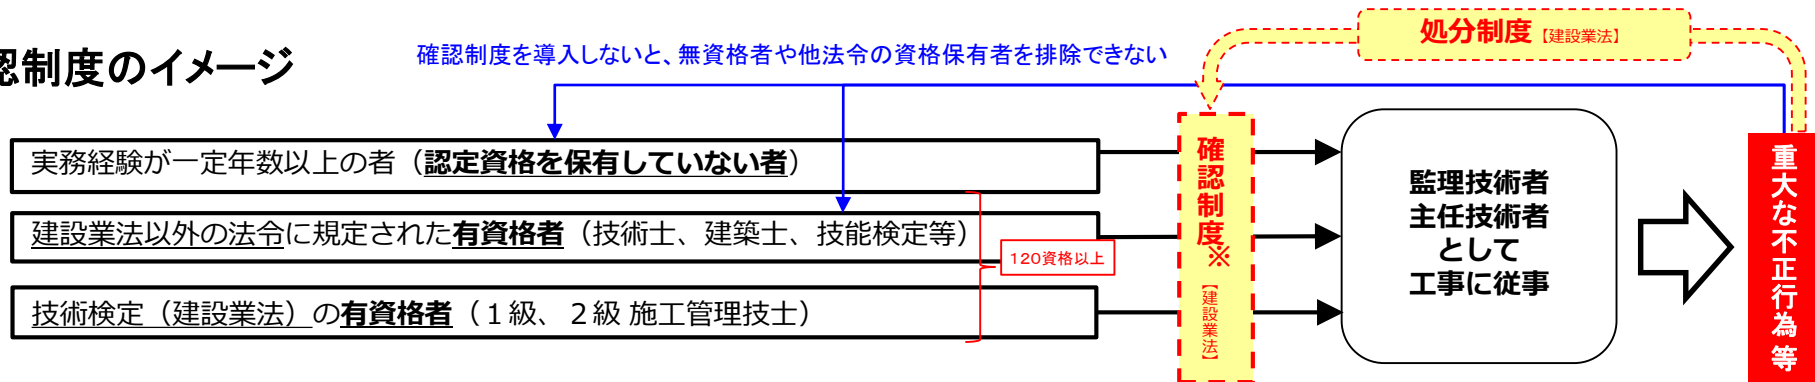 認制度のイメージ
確認制度を導入しないと、無資格者や他法令の資格保有者を排除できない
処分制度【建設業法】
実務経験が一定年数以上の者（認定資格を保有していない者）
建設業法以外の法令に規定された有資格者（技術士、建築士、技能検定等）
120資格以上
技術検定（建設業法）の有資格者（１級、２級 施工管理技士）
確認制度※【建設業法】
監理技術者
主任技術者
として
工事に従事
重大な不正行為 等